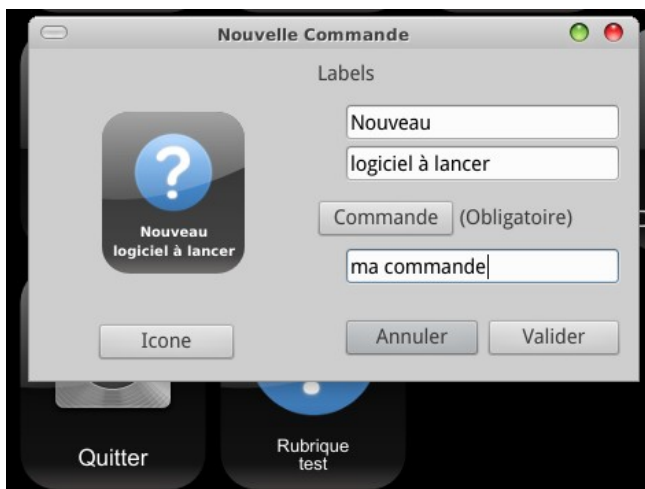 Nouvelle Commande
Labels
Nouveau
logiciel à lancer
Nouveau
logiciel à lancer
Commande (Obligatoire)
ma commande
Icone
Annuler
Valider
Quitter
Rubrique
test